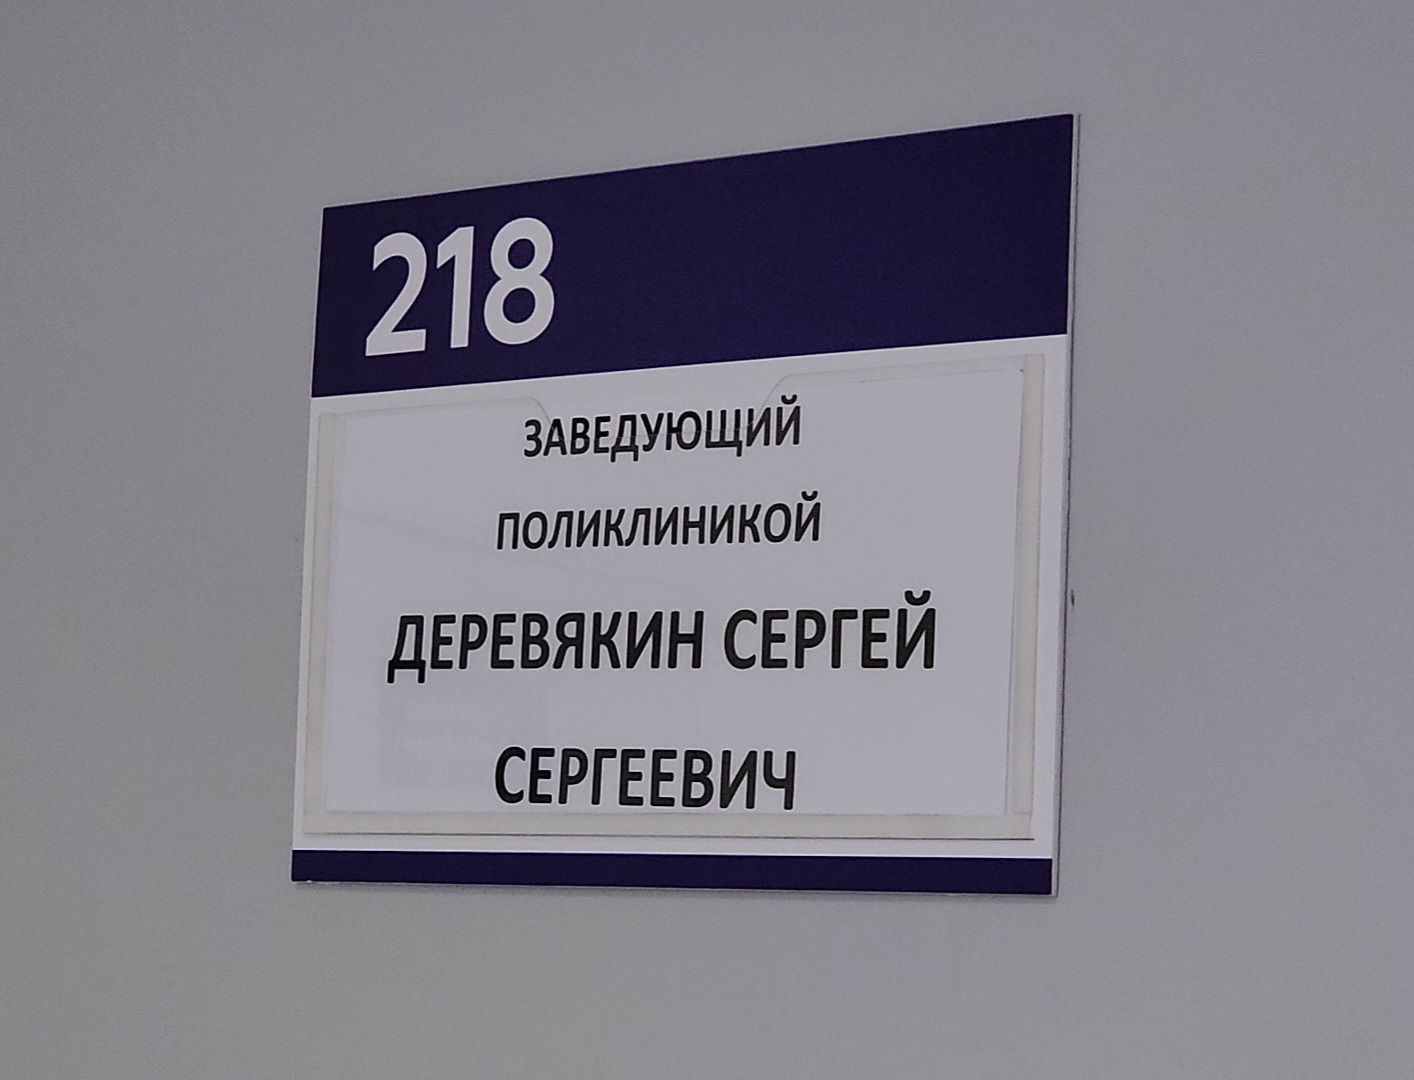 218
ЗАВЕДУЮЩИЙ
ПОЛИКЛИНИКОЙ
ДЕРЕВЯКИН СЕРГЕЙ
СЕРГЕЕВИЧ